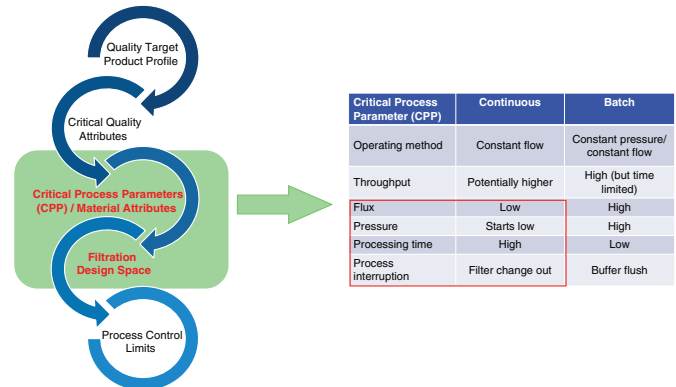 Quality Target
Product Profile
Critical Quality
Attributes
Critical Process Parameters
(CPP) / Material Attributes
Filtration
Design Space
Process Control
Limits
Critical Process
Parameter (CPP)
Continuous
Batch
Operating method
Constant flow
Constant pressure/
constant flow
Throughput
Potentially higher
High (but time
limited)
Flux
Low
High
Pressure
Starts low
High
Processing time
High
Low
Process
interruption
Filter change out
Buffer flush